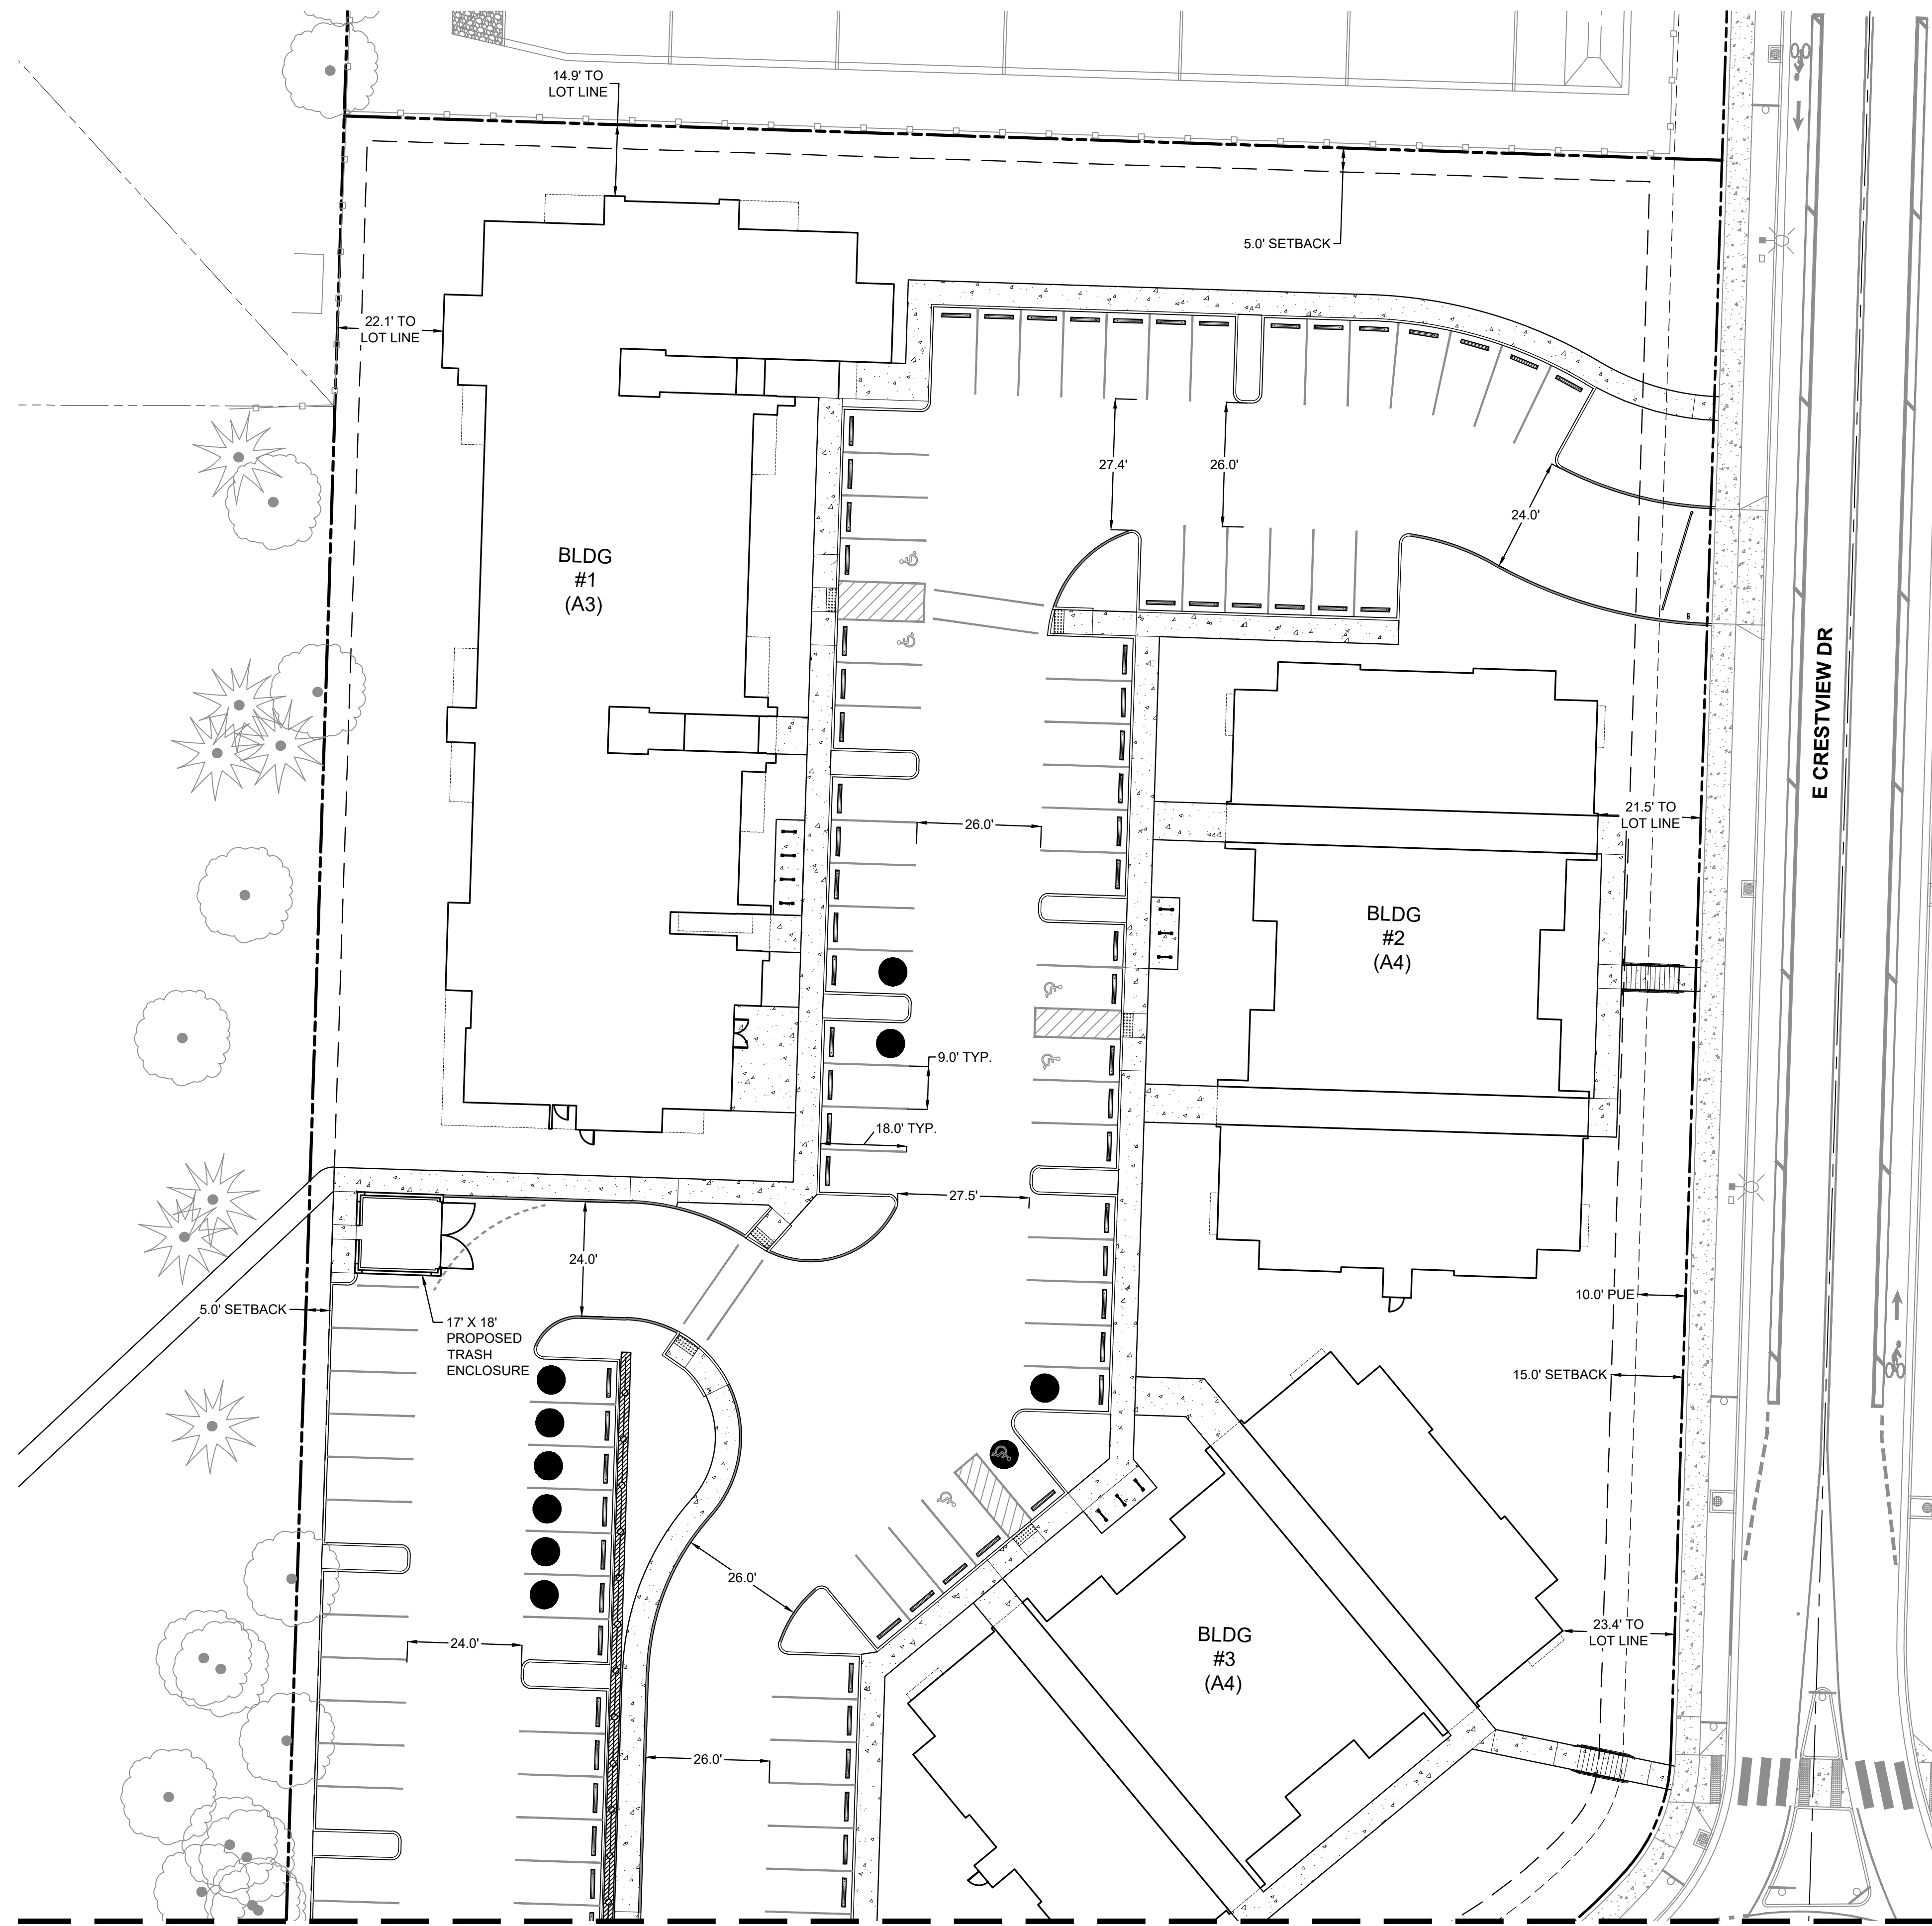 14.9' TO
LOT LINE
5.0' SETBACK
22.1' TO
LOT LINE
27.4'
26.0'
24.0'
BLDG
#1
(A3)
E CRESTVIEW DR
21.5' TO
LOT LINE
26.0'
BLDG
#2
(A4)
9.0' TYP.
18.0' TYP.
27.5'
24.0'
10.0' PUE
5.0' SETBACK
17' X 18'
PROPOSED
TRASH
ENCLOSURE
15.0' SETBACK
26.0'
23.4' TO
LOT LINE
24.0'
BLDG
#3
(A4)
26.0'